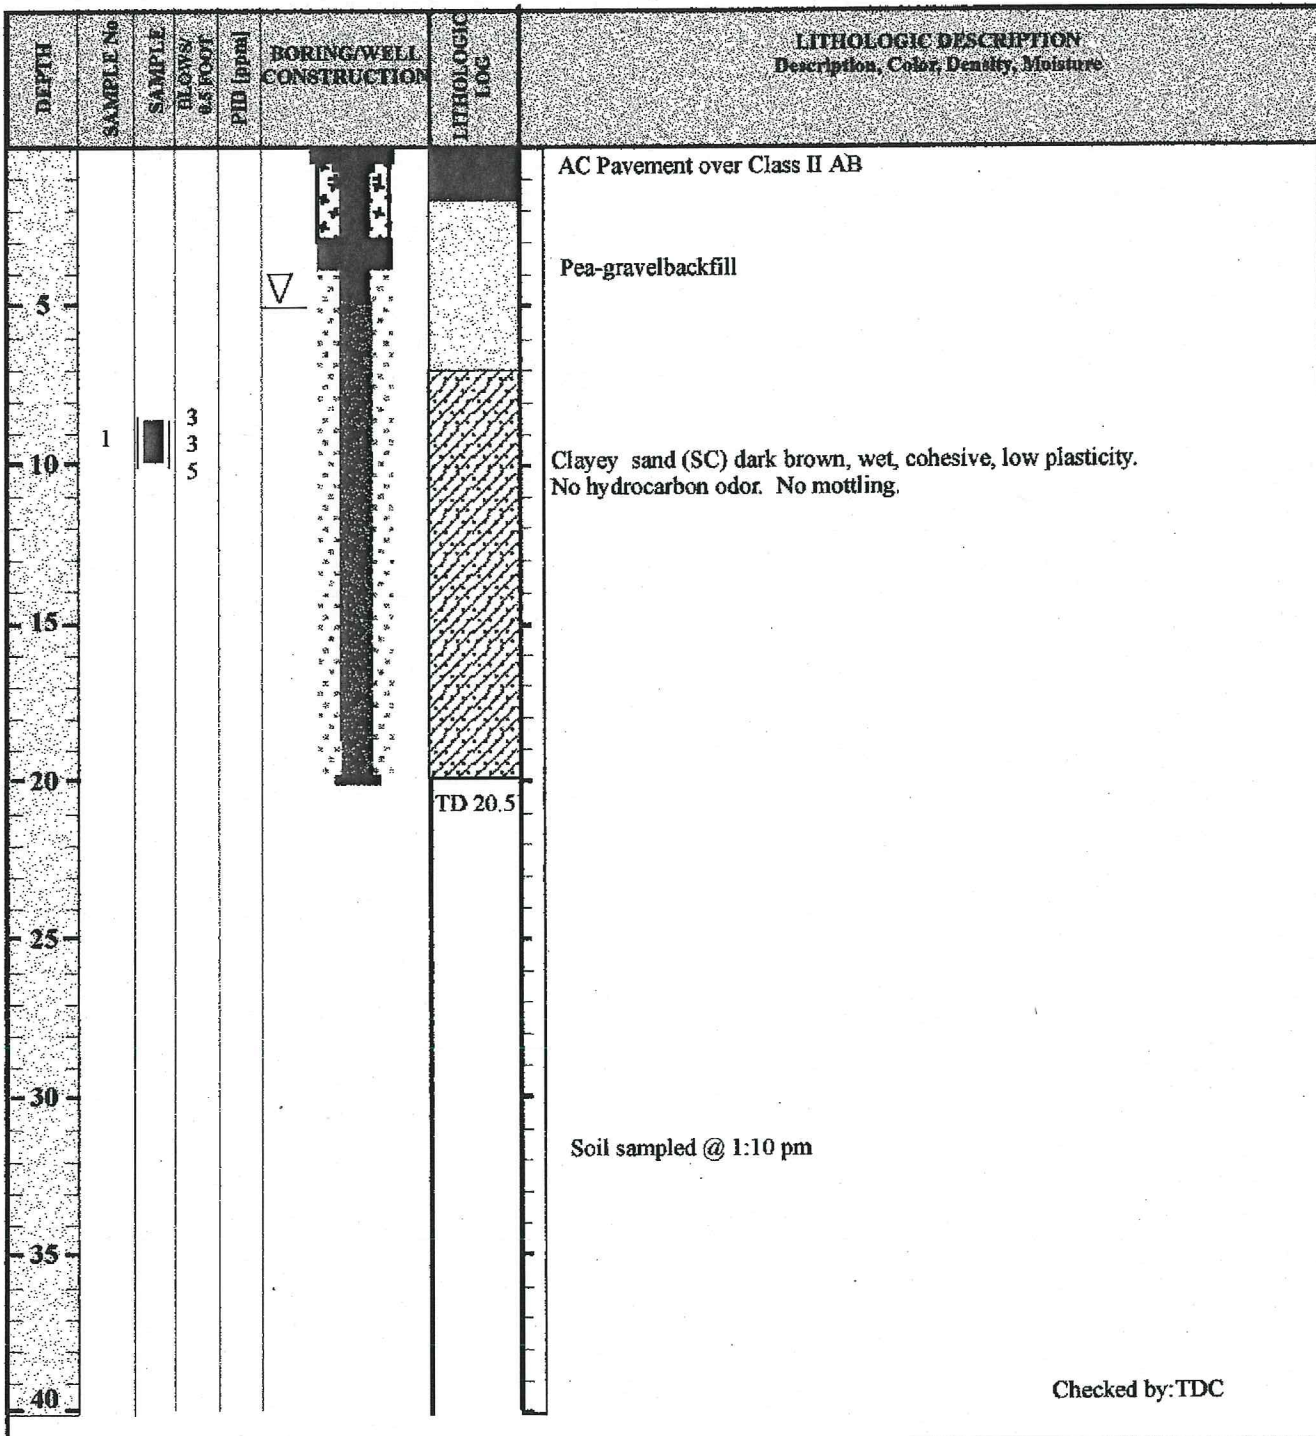 DEPTH
SAMPLE No
SAMPLE
BLOWS/
0.5 FOOT
PID [ppm]
BORING/WELL
CONSTRUCTION
LITHOLOGIC
LOG
LITHOLOGIC DESCRIPTION
Description, Color, Density, Moisture
AC Pavement over Class II AB
Pea-gravelbackfill
5
3
1
3
10
5
Clayey sand (SC) dark brown, wet, cohesive, low plasticity.
No hydrocarbon odor. No mottling.
15
20
TD 20.5
25
30
Soil sampled @ 1:10 pm
35
40
Checked by:TDC